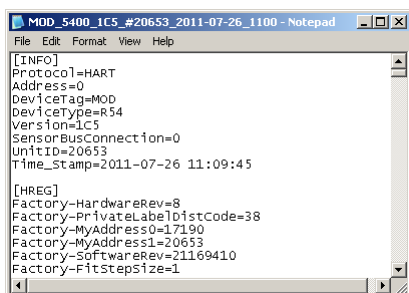 MOD_5400_1C5_#20653_2011-07-26_1100 - Notepad
File Edit Format View Help
[INFO]
Protocol=HART
Address=0
DeviceTag=MOD
DeviceType=R54
Version=1C5
SensorBusConnection=0
UnitID=20653
Time_Stamp=2011-07-26 11:09:45
[HREG]
Factory-HardwareRev=8
Factory-PrivateLabelDistCode=38
Factory-MyAddress0=17190
Factory-MyAddress1=20653
Factory-SoftwareRev=21169410
Factory-FitStepSize=1